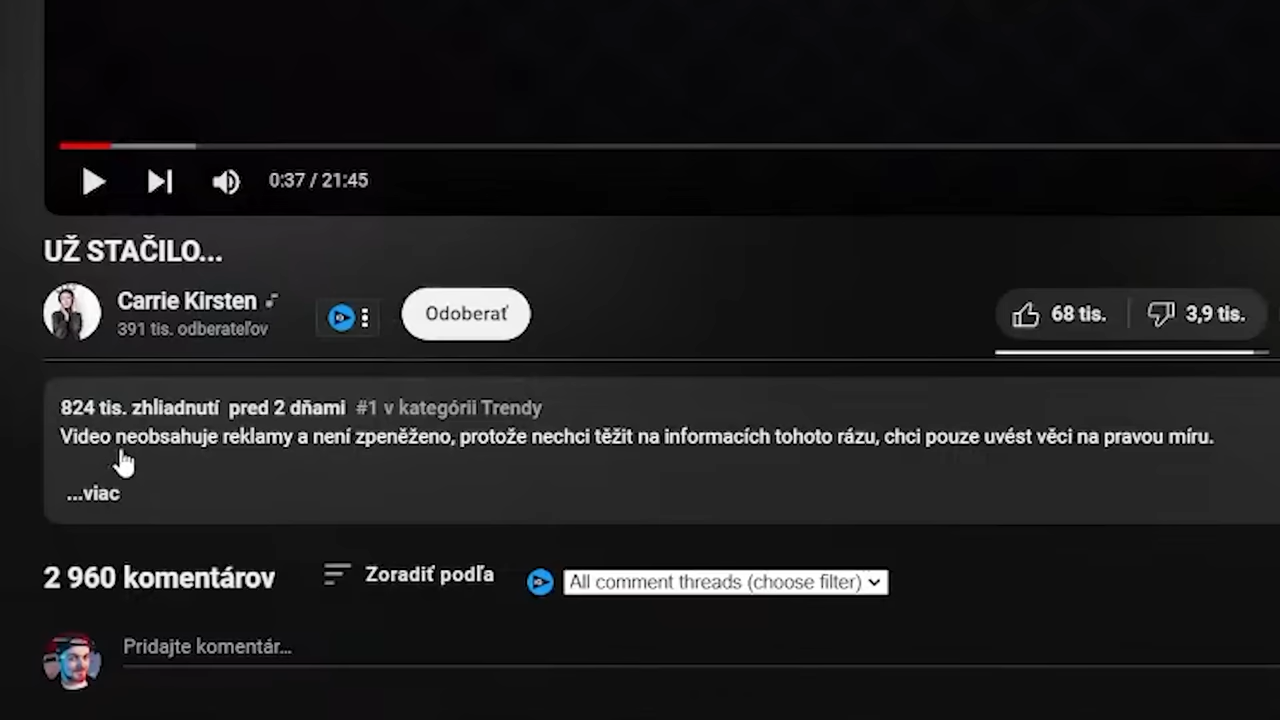 0:37 / 21:45
UŽ STAČILO...
Carrie Kirsten
391 tis. odberateľov
Odoberať
68 tis.
3,9 tis.
824 tis. zhliadnutí pred 2 dňami #1 v kategórii Trendy
Video neobsahuje reklamy a není zpeněženo, protože nechci těžit na informacích tohoto rázu, chci pouze uvést věci na pravou míru.
...viac
2 960 komentárov
Zoradiť podľa
All comment threads (choose filter)
Pridajte komentár...